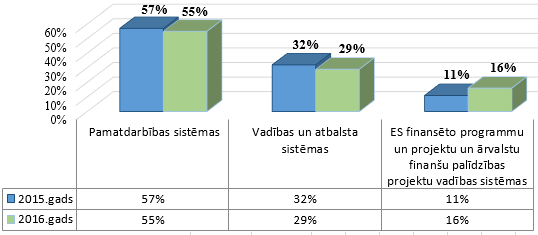 57% 55%
32% 29%
11% 16%
60%
50%
40%
30%
20%
10%
0%
Pamatdarbības sistēmas
Vadības un atbalsta
sistēmas
ES finansēto programmu
un projektu un ārvalstu
finanšu palīdzības
projektu vadības sistēmas
2015.gads 57% 32% 11%
2016.gads 55% 29% 16%